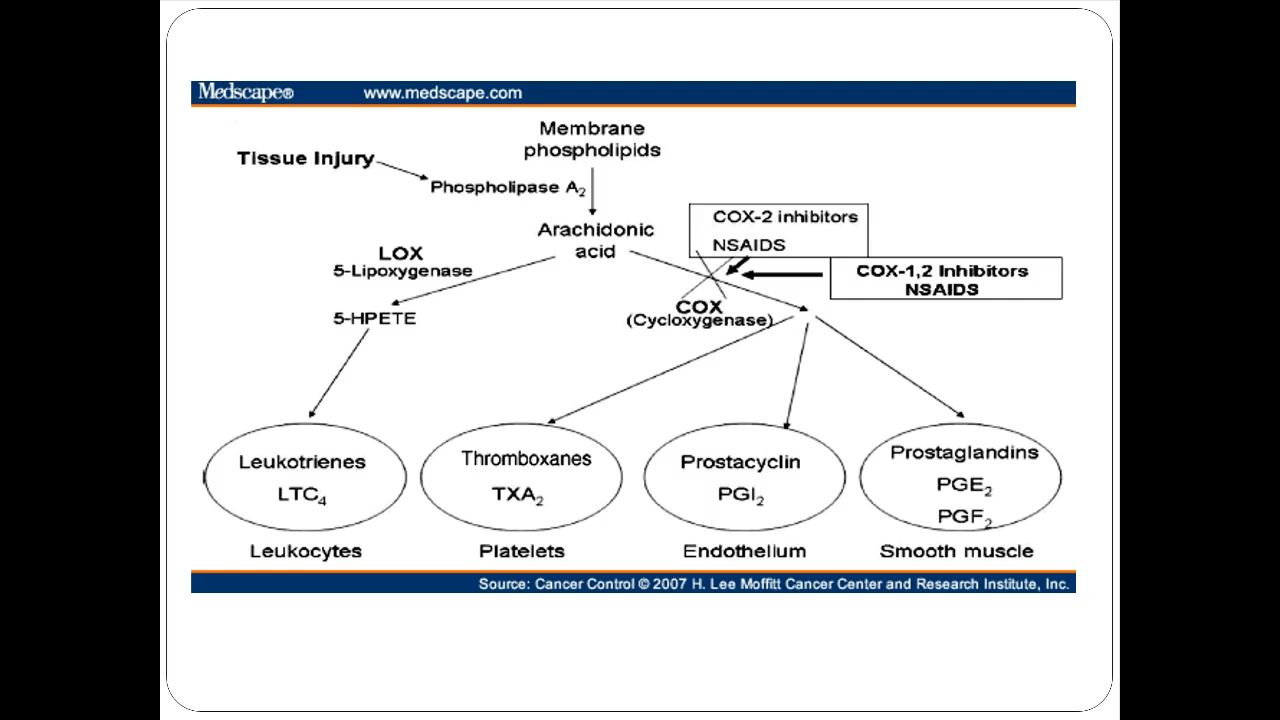 Medscape® www.medscape.com
Membrane
phospholipids
Tissue Injury
Phospholipase A2
Arachidonic
acid
COX-2 inhibitors
NSAIDS
COX-1,2 Inhibitors
NSAIDS
LOX
5-Lipoxygenase
5-HPETE
COX
(Cycloxygenase)
Leukotrienes
LTC4
Thromboxanes
TXA2
Prostacyclin
PGI2
Prostaglandins
PGE2
PGF2
Leukocytes
Platelets
Endothelium
Smooth muscle
Source: Cancer Control © 2007 H. Lee Moffitt Cancer Center and Research Institute, Inc.